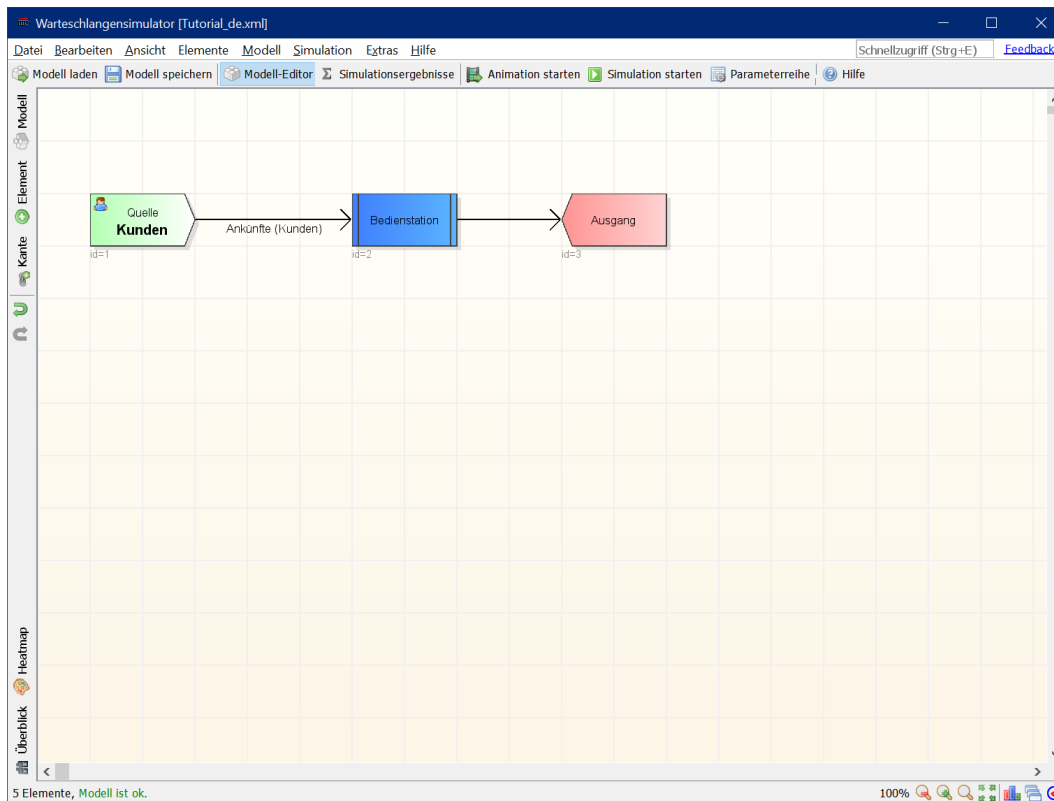 Warteschlangensimulator [Tutorial_de.xml]
Datei Bearbeiten Ansicht Elemente Modell Simulation Extras Hilfe Schnellzugriff (Strg+E) Feedback
Modell laden Modell speichern Modell-Editor Σ Simulationsergebnisse Animation starten Simulation starten Parameterreihe Hilfe
Modell
Element
Kante
Quelle
Kunden
id=1
Ankünfte (Kunden)
Bedienstation
id=2
Ausgang
id=3
Heatmap
Überblick
5 Elemente, Modell ist ok. 100%